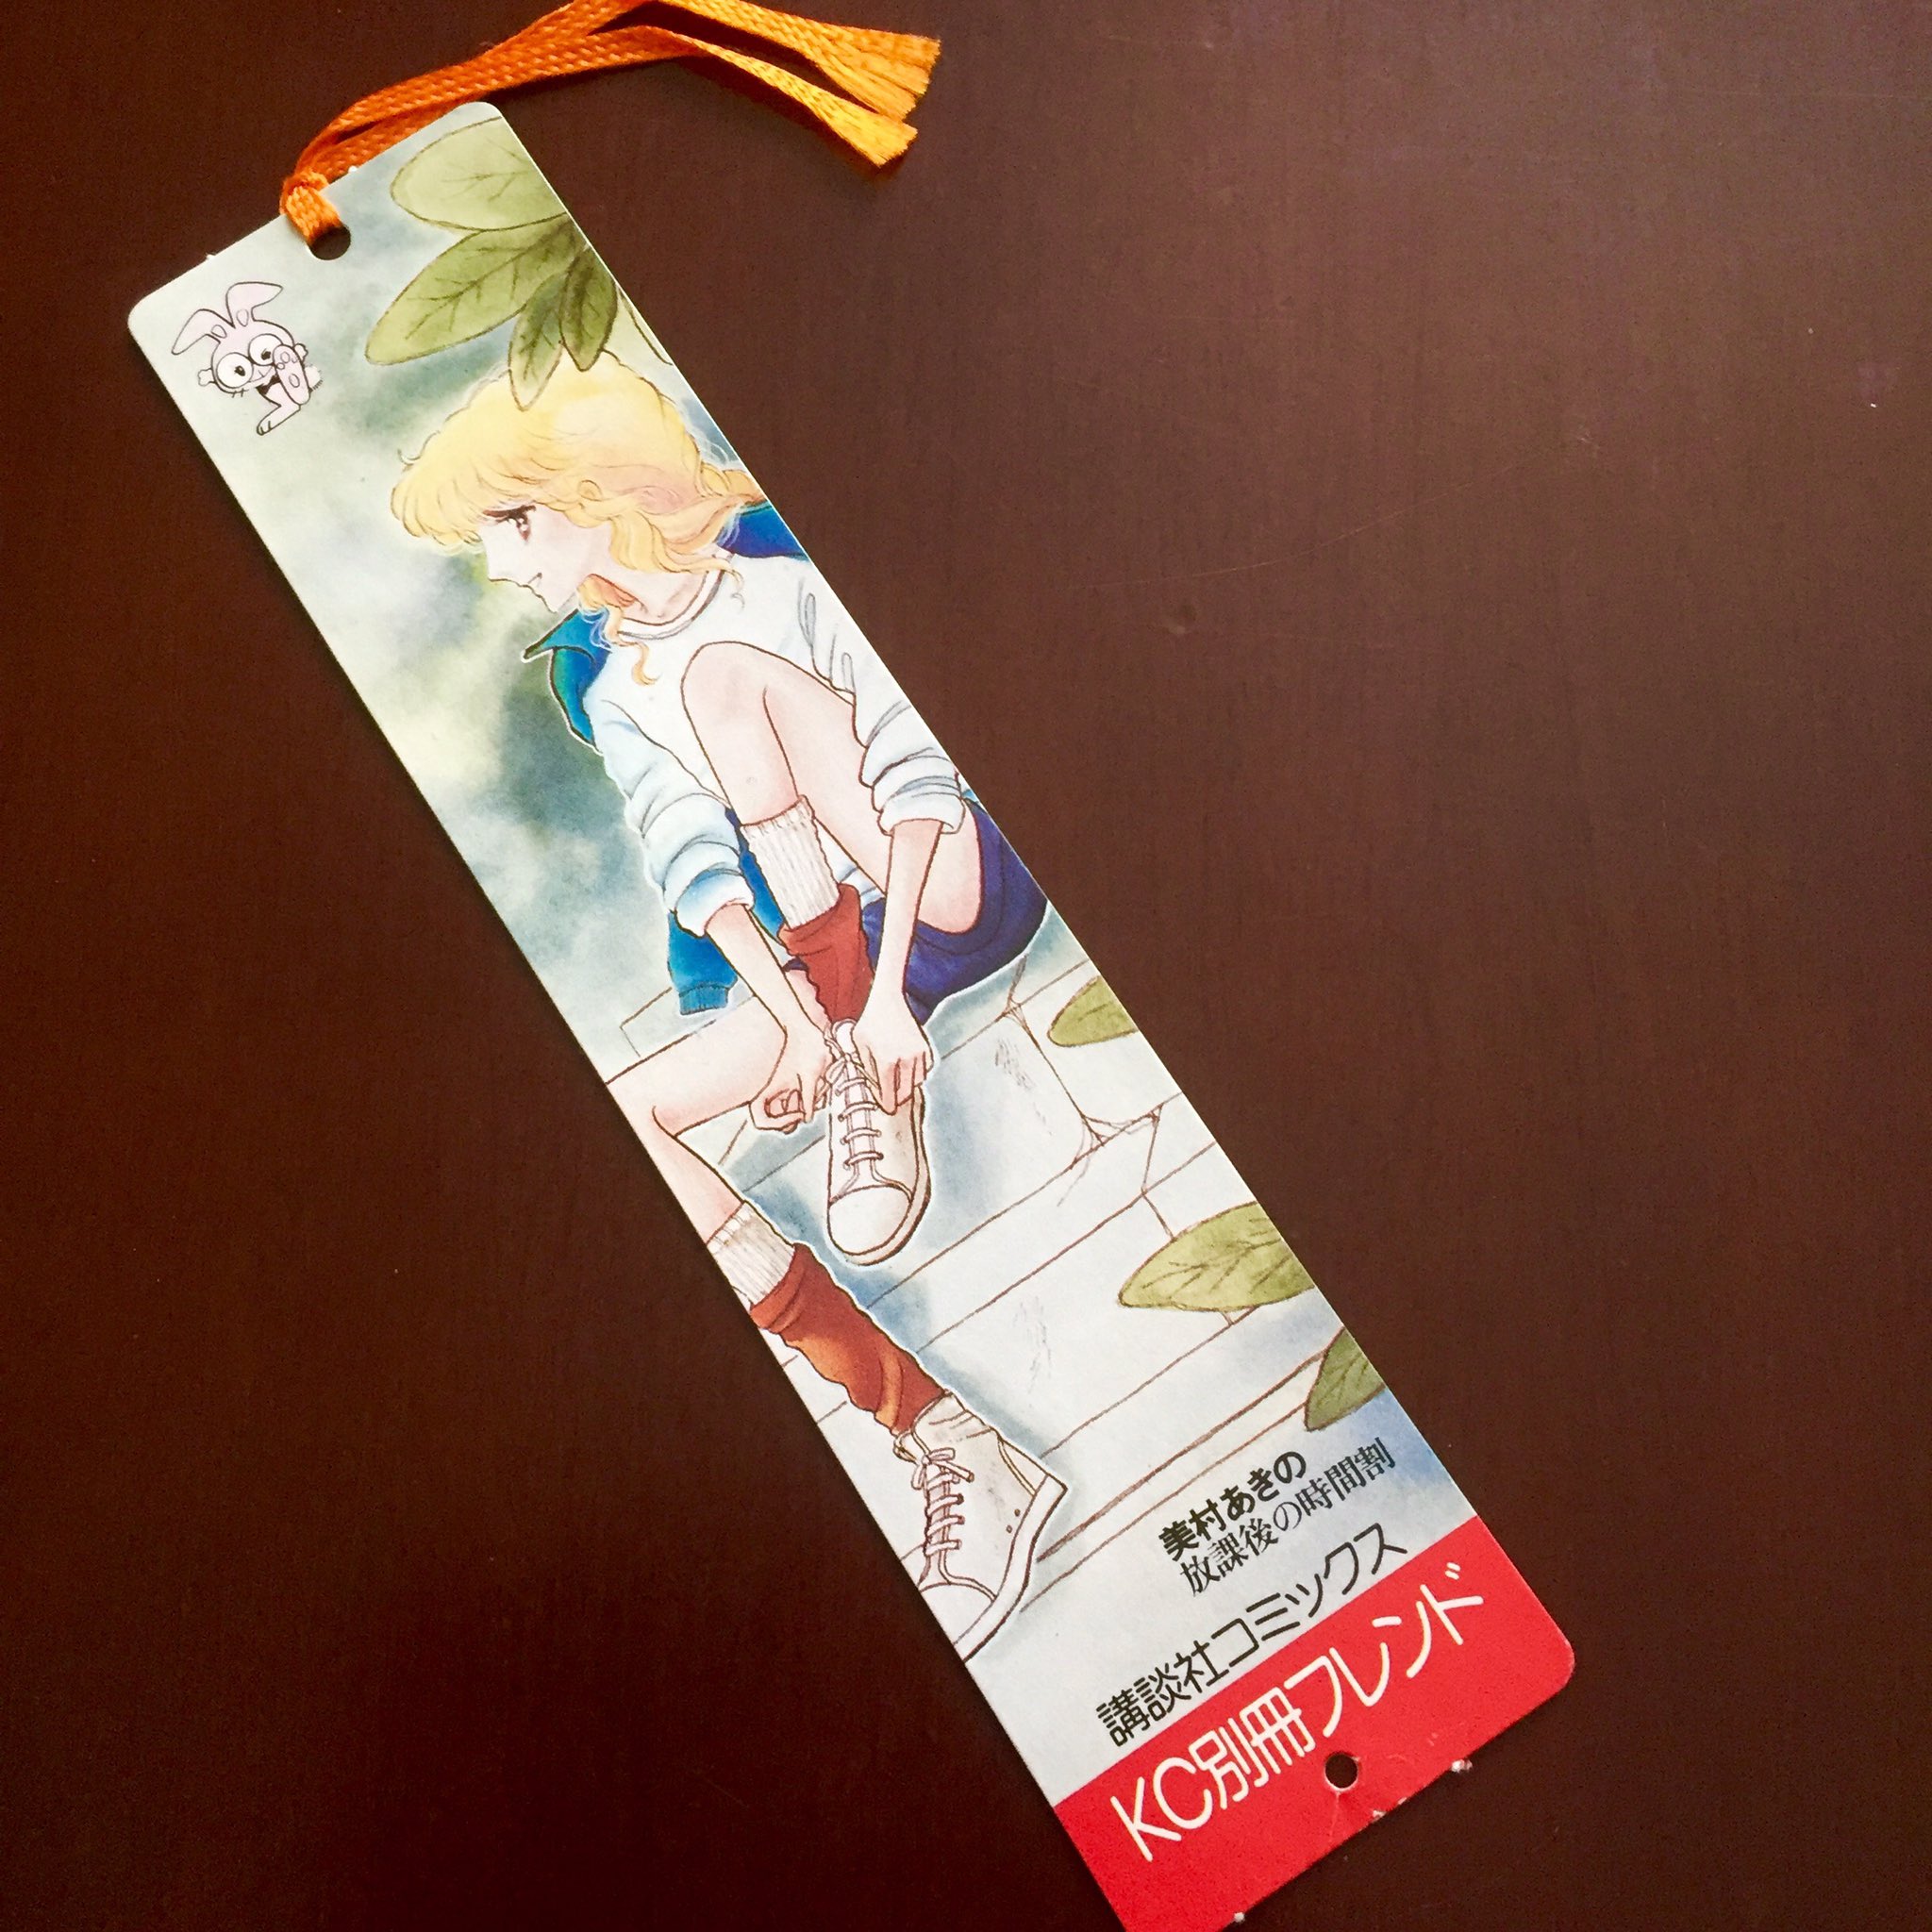 美村あきの
放課後の時間割
講談社コミックス
KC別冊フレンド